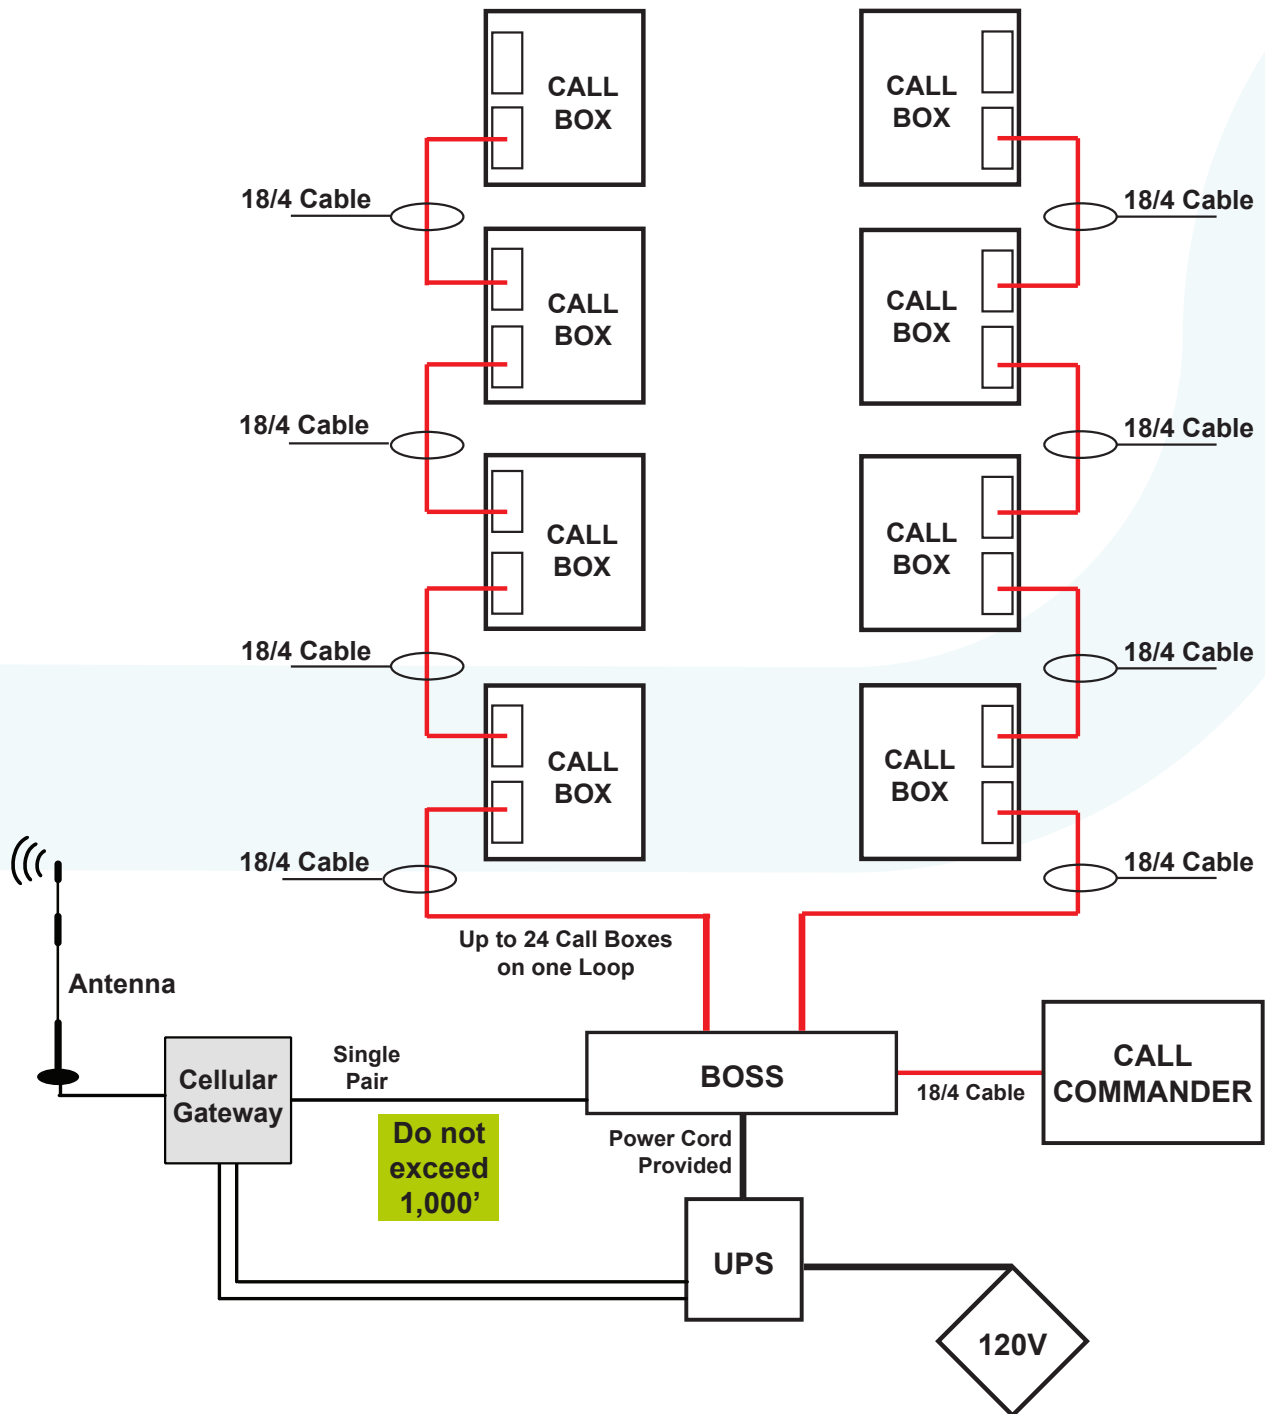 CALL
BOX
CALL
BOX
18/4 Cable
18/4 Cable
CALL
BOX
CALL
BOX
18/4 Cable
18/4 Cable
CALL
BOX
CALL
BOX
18/4 Cable
18/4 Cable
CALL
BOX
CALL
BOX
18/4 Cable
18/4 Cable
Up to 24 Call Boxes
on one Loop
Antenna
Cellular
Gateway
Single
Pair
Do not
exceed
1,000’
BOSS
18/4 Cable
CALL
COMMANDER
Power Cord
Provided
UPS
120V